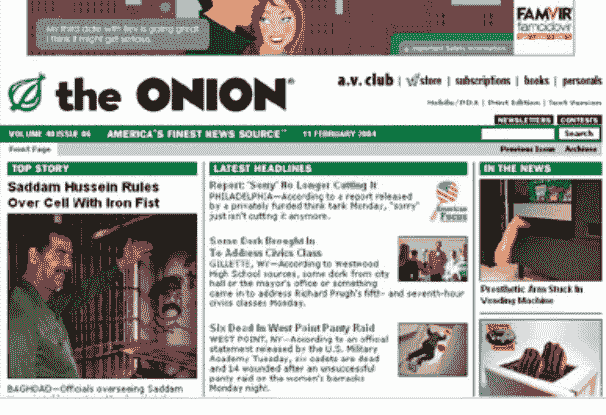 My third date with Bev is going great
I think it might get serious.
FAMVIR
famciclovir
the ONION
a.v.club | store | subscriptions | books | personals
Mobile/PDA | Print Edition | Text Version
NEWSLETTERS CONTESTS
VOLUME 40 ISSUE 06 AMERICA'S FINEST NEWS SOURCE™ 11 FEBRUARY 2004 Search
Front Page Previous Issue Archives
TOP STORY
Saddam Hussein Rules
Over Cell With Iron Fist
BAGHDAD—Officials overseeing Saddam
LATEST HEADLINES
Report: 'Sorry' No Longer Cutting It
PHILADELPHIA—According to a report released
by a privately funded think tank Monday, "sorry"
just isn't cutting it anymore.
American
Focus
Some Dork Brought In
To Address Civics Class
GILLETTE, WY—According to Westwood
High School sources, some dork from city
hall or the mayor's office or something
came in to address Richard Pragh's fifth- and seventh-hour
civics classes Monday.
Six Dead In West Point Panty Raid
WEST POINT, NY—According to an official
statement released by the U.S. Military
Academy Tuesday, six cadets are dead
and 14 wounded after an unsuccessful
panty raid on the women's barracks
Monday night.
IN THE NEWS
Prosthetic Arm Stuck In
Vending Machine